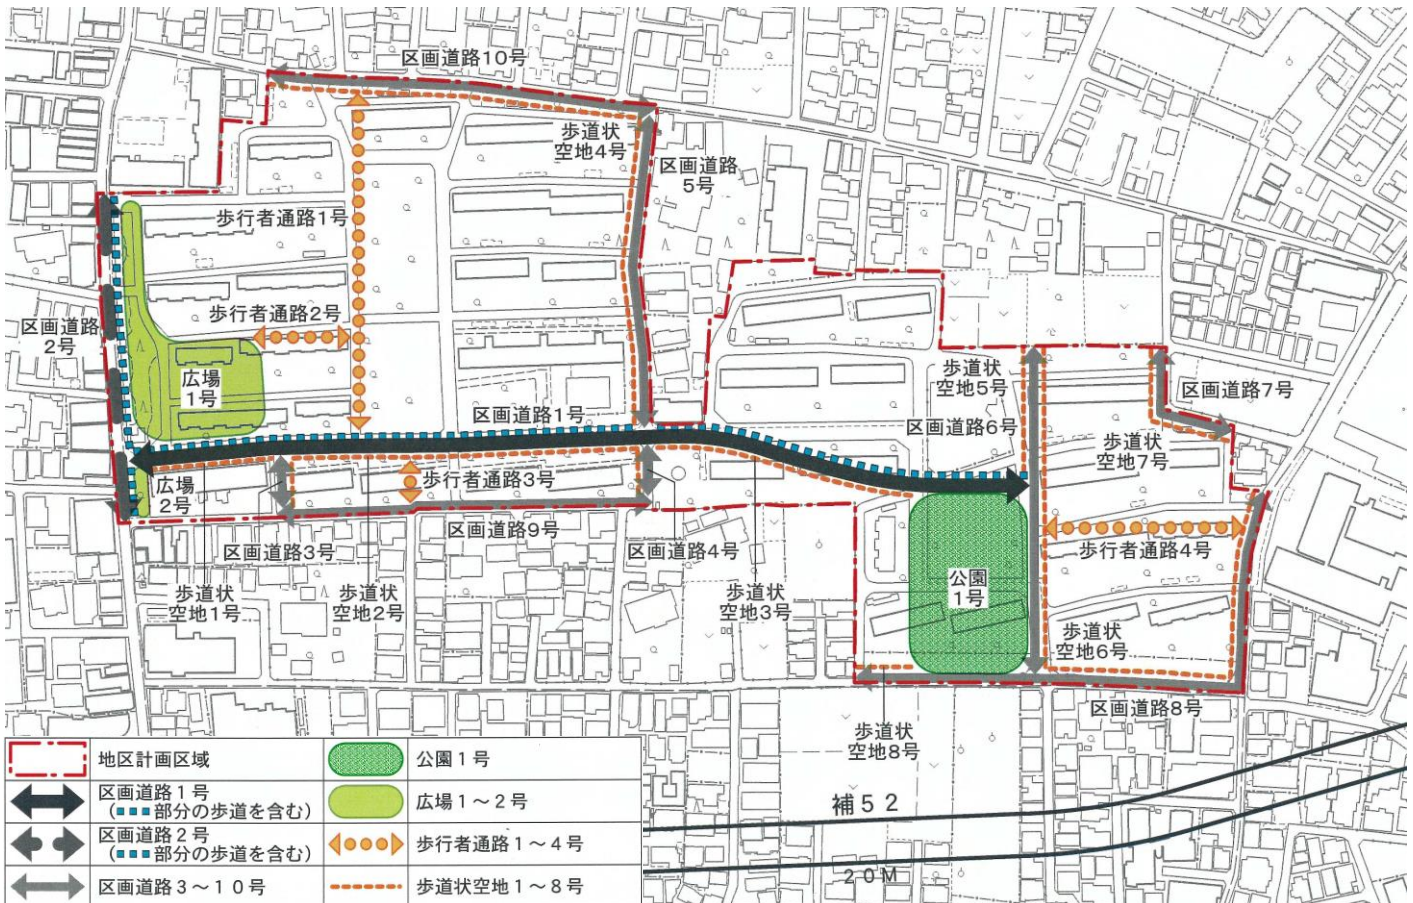 区画道路10号
歩道状
空地4号
区画道路
5号
歩行者通路1号
区画道路
2号
歩行者通路2号
広場
1号
区画道路1号
歩道状
空地5号
区画道路7号
区画道路6号
歩道状
空地7号
広場
2号
歩行者通路3号
区画道路3号
区画道路9号
区画道路4号
歩行者通路4号
歩道状
空地1号
歩道状
空地2号
歩道状
空地3号
公園
1号
歩道状
空地6号
区画道路8号
歩道状
空地8号
補52
20M
地区計画区域
公園1号
区画道路1号
(部分の歩道を含む)
広場1～2号
区画道路2号
(部分の歩道を含む)
歩行者通路1～4号
区画道路3～10号
歩道状空地1～8号